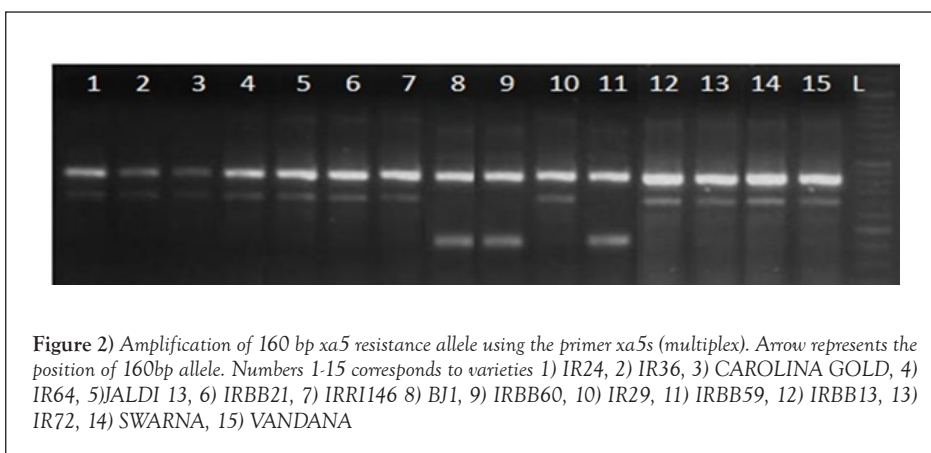 1 2 3 4 5 6 7 8 9 10 11 12 13 14 15 L
Figure 2) Amplification of 160 bp xa5 resistance allele using the primer xa5s (multiplex). Arrow represents the
position of 160bp allele. Numbers 1-15 corresponds to varieties 1) IR24, 2) IR36, 3) CAROLINA GOLD, 4)
IR64, 5)JALDI 13, 6) IRBB21, 7) IRRI146 8) BJ1, 9) IRBB60, 10) IR29, 11) IRBB59, 12) IRBB13, 13)
IR72, 14) SWARNA, 15) VANDANA